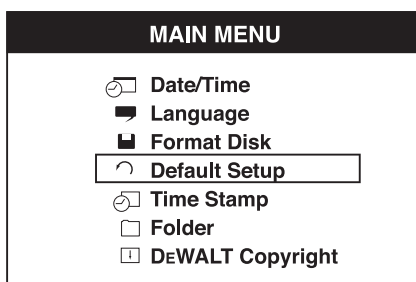 MAIN MENU
Date/Time
Language
Format Disk
Default Setup
Time Stamp
Folder
DEWALT Copyright